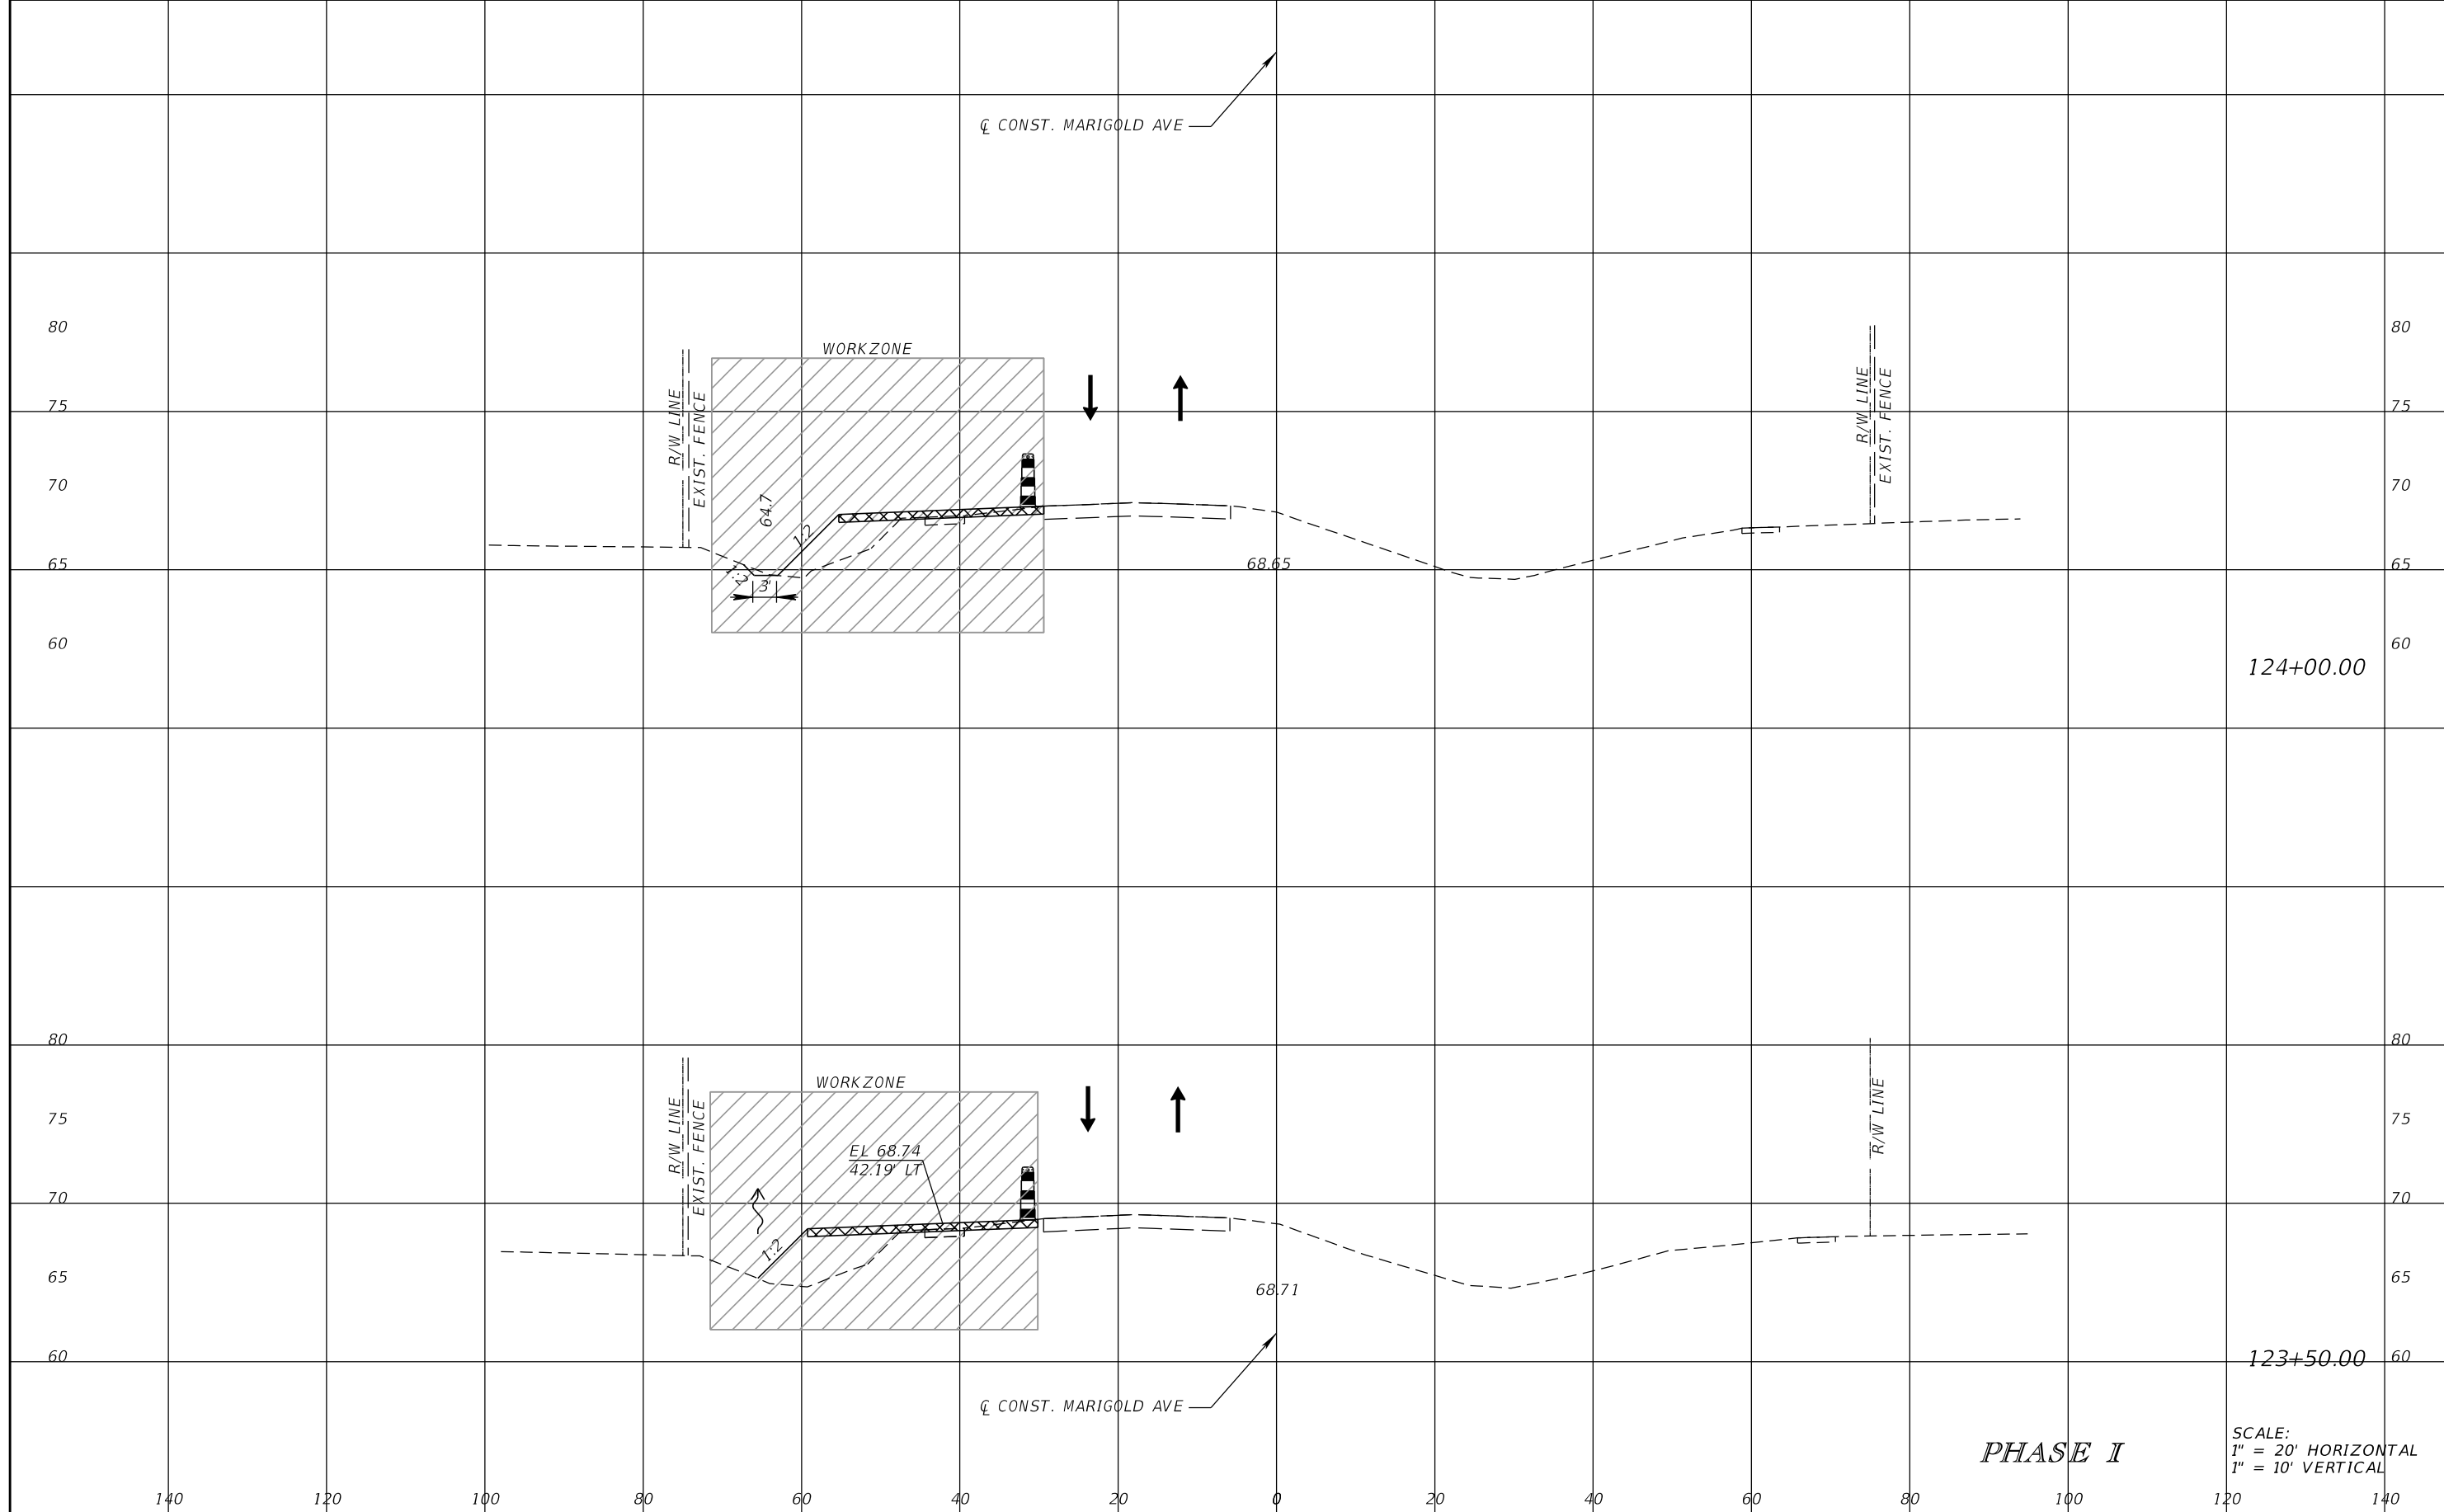 ℄ CONST. MARIGOLD AVE
80
80
WORKZONE
R/W LINE
EXIST. FENCE
R/W LINE
EXIST. FENCE
75
75
70
70
64.7
1:2
65
68.65
65
1:2
3'
60
60
124+00.00
80
80
WORKZONE
R/W LINE
EXIST. FENCE
R/W LINE
75
75
EL 68.74
42.19' LT
70
70
1:2
65
65
68.71
60
123+50.00
60
℄ CONST. MARIGOLD AVE
PHASE I
SCALE:
1" = 20' HORIZONTAL
1" = 10' VERTICAL
140 120 100 80 60 40 20 0 20 40 60 80 100 120 140